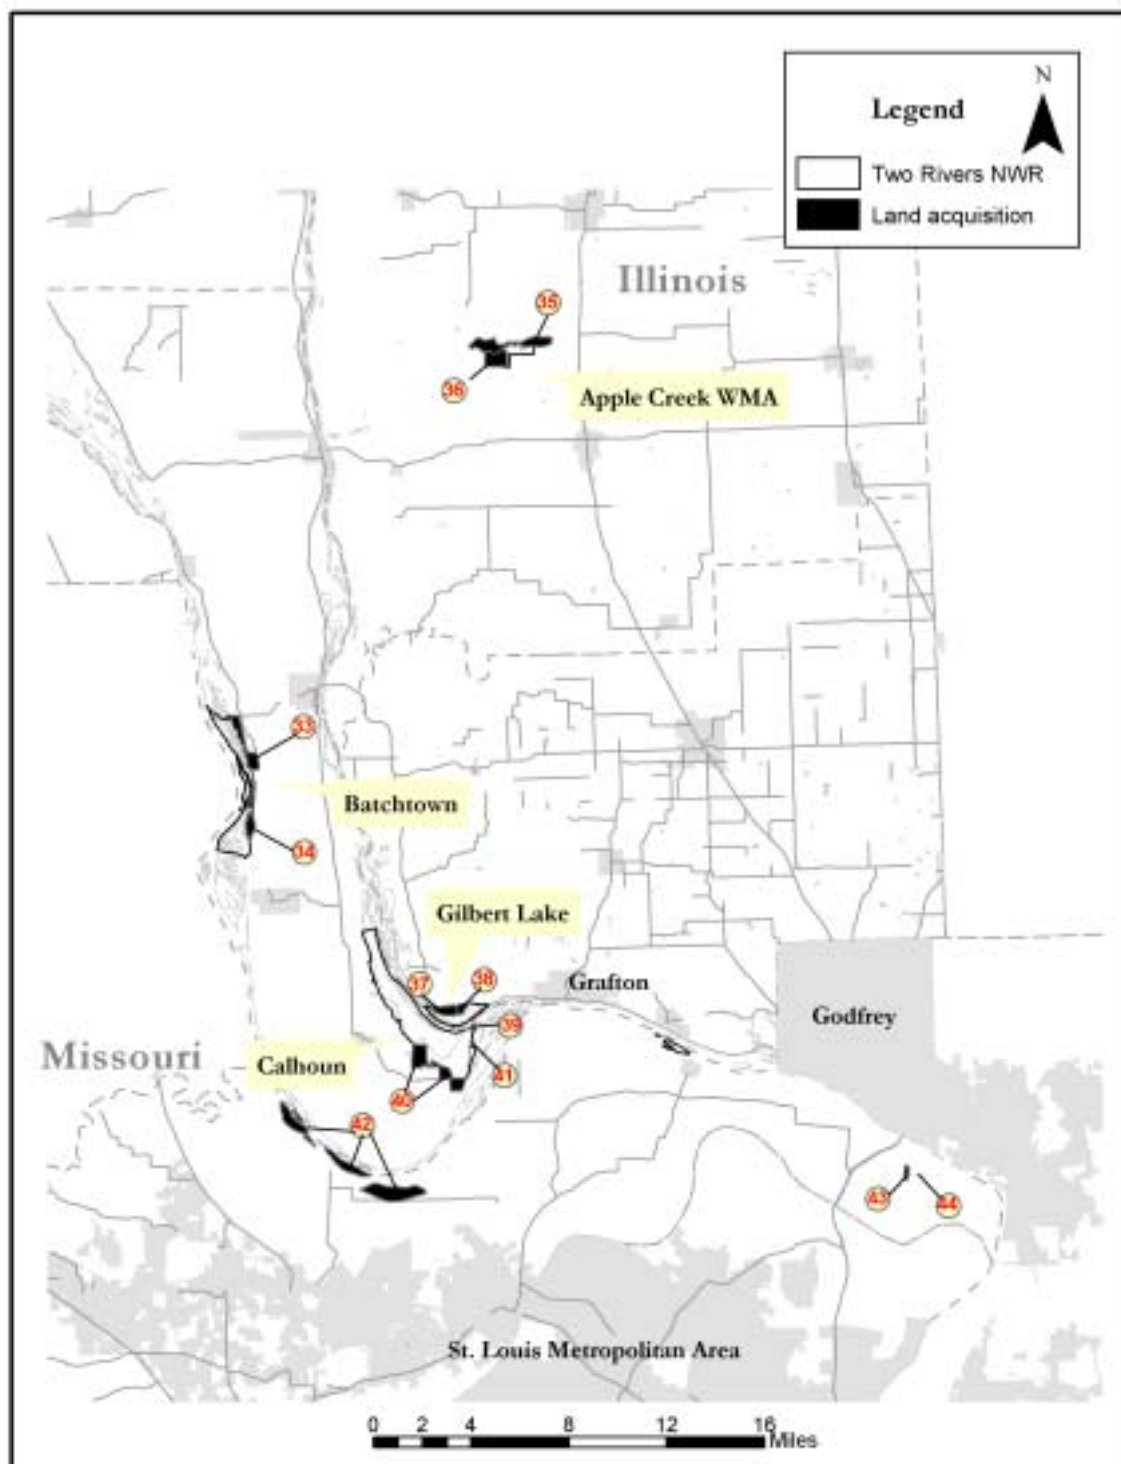 N
Legend
Two Rivers NWR
Land acquisition
Illinois
35
36
Apple Creek WMA
33
Batchtown
34
Gilbert Lake
37
38
Grafton
Godfrey
39
Missouri
Calhoun
41
40
42
43
44
St. Louis Metropolitan Area
0 2 4 8 12 16
Miles